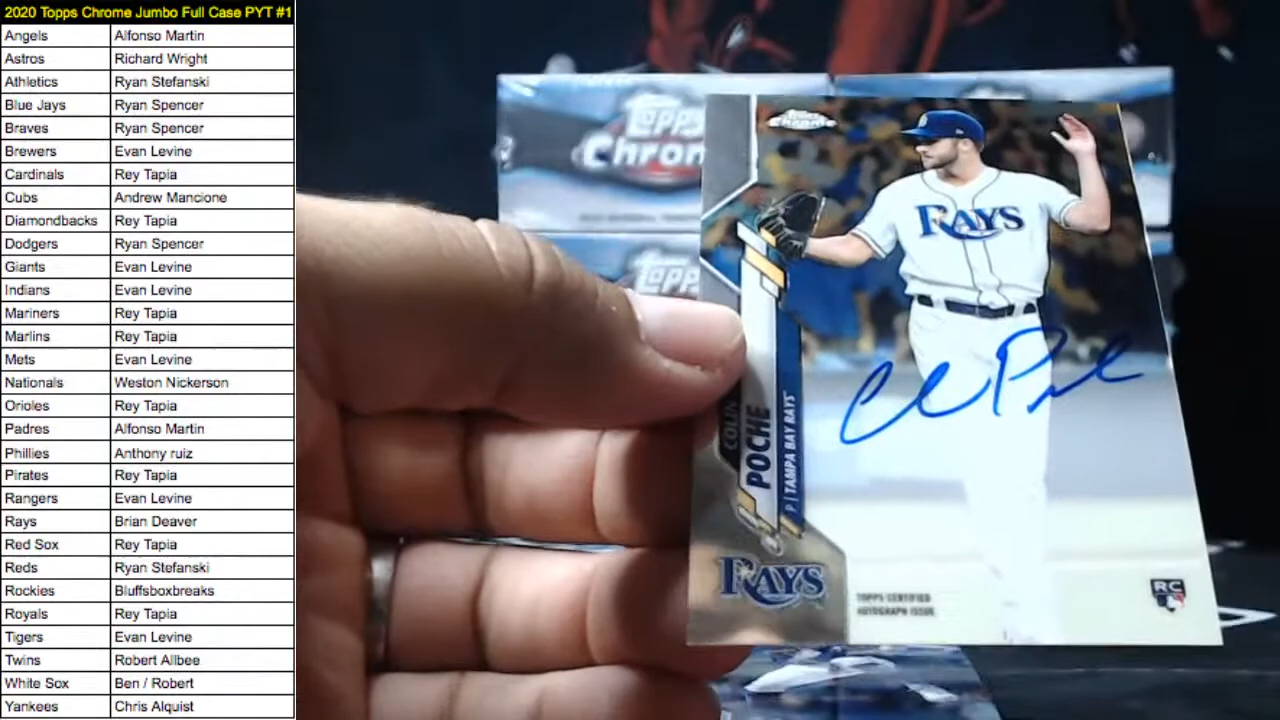 2020 Topps Chrome Jumbo Full Case PYT #1
Angels Alfonso Martin
Astros Richard Wright
Athletics Ryan Stefanski
Blue Jays Ryan Spencer
Braves Ryan Spencer
Brewers Evan Levine
Cardinals Rey Tapia
Cubs Andrew Mancione
Diamondbacks Rey Tapia
Dodgers Ryan Spencer
Giants Evan Levine
Indians Evan Levine
Mariners Rey Tapia
Marlins Rey Tapia
Mets Evan Levine
Nationals Weston Nickerson
Orioles Rey Tapia
Padres Alfonso Martin
Phillies Anthony ruiz
Pirates Rey Tapia
Rangers Evan Levine
Rays Brian Deaver
Red Sox Rey Tapia
Reds Ryan Stefanski
Rockies Bluffsboxbreaks
Royals Rey Tapia
Tigers Evan Levine
Twins Robert Allbee
White Sox Ben / Robert
Yankees Chris Alquist
Topps
Chrom
Topps
Topps
Chrome
RAYS
COLIN
POCHE
P | TAMPA BAY RAYS™
RAYS
TOPPS CERTIFIED
AUTOGRAPH ISSUE
RC